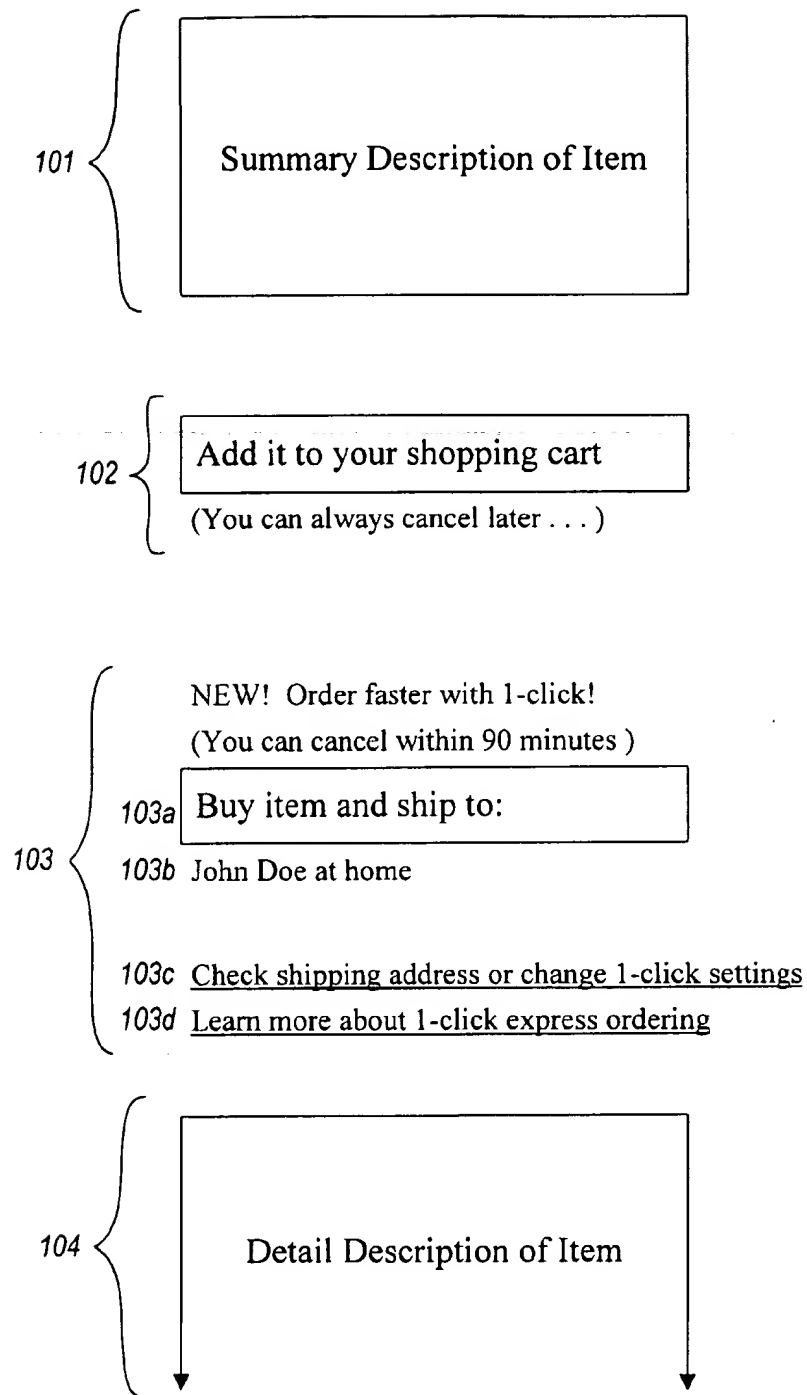 101 Summary Description of Item
102 Add it to your shopping cart
(You can always cancel later . . . )
NEW! Order faster with 1-click!
(You can cancel within 90 minutes )
103a Buy item and ship to:
103
103b John Doe at home
103c Check shipping address or change 1-click settings
103d Learn more about 1-click express ordering
104 Detail Description of Item